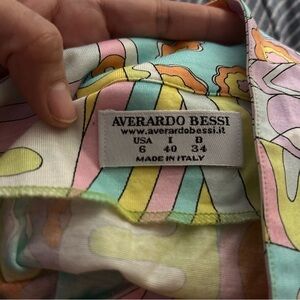 AVERARDO BESSI
www.averardobessi.it
USA I D
6 40 34
MADE IN ITALY